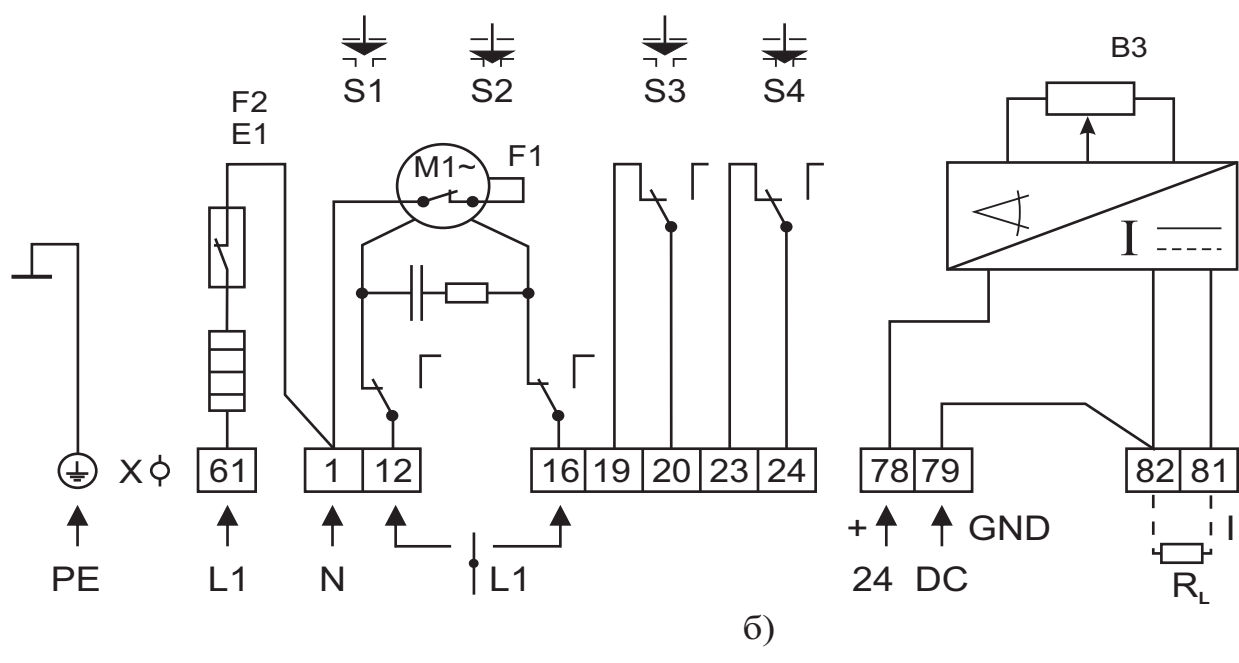 S1 S2 S3 S4
B3
F2
E1
M1~ F1
I
X 61 1 12 16 19 20 23 24 78 79 82 81
+ GND I
PE L1 N L1 24 DC R_L
б)